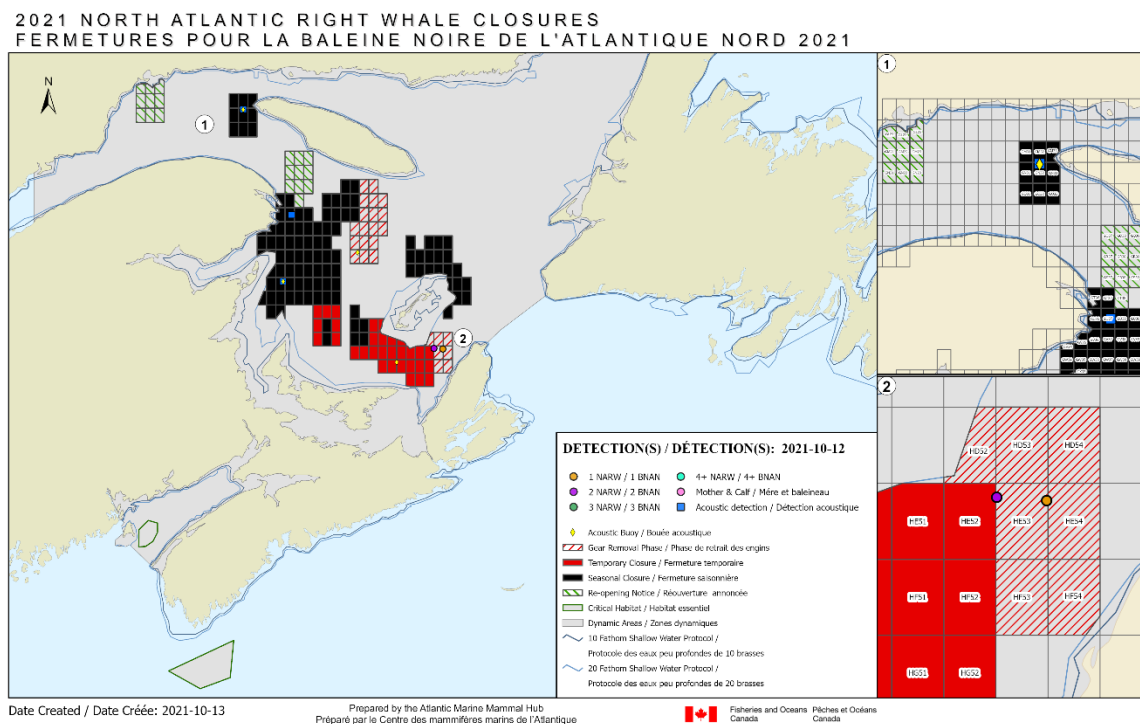 2021 NORTH ATLANTIC RIGHT WHALE CLOSURES
FERMETURES POUR LA BALEINE NOIRE DE L'ATLANTIQUE NORD 2021
N
1
2
1
2
HD52
HD53
HD54
HE51
HE52
HE53
HE54
HF51
HF52
HF53
HF54
HG51
HG52
DETECTION(S) / DÉTECTION(S): 2021-10-12
1 NARW / 1 BNAN
4+ NARW / 4+ BNAN
2 NARW / 2 BNAN
Mother & Calf / Mére et baleineau
3 NARW / 3 BNAN
Acoustic detection / Détection acoustique
Acoustic Buoy / Bouée acoustique
Gear Removal Phase / Phase de retrait des engins
Temporary Closure / Fermeture temporaire
Seasonal Closure / Fermeture saisonnière
Re-opening Notice / Réouverture annoncée
Critical Habitat / Habitat essentiel
Dynamic Areas / Zones dynamiques
10 Fathom Shallow Water Protocol /
Protocole des eaux peu profondes de 10 brasses
20 Fathom Shallow Water Protocol /
Protocole des eaux peu profondes de 20 brasses
Date Created / Date Créée: 2021-10-13
Prepared by the Atlantic Marine Mammal Hub
Préparé par le Centre des mammifères marins de l'Atlantique
Fisheries and Oceans Pêches et Océans
Canada Canada